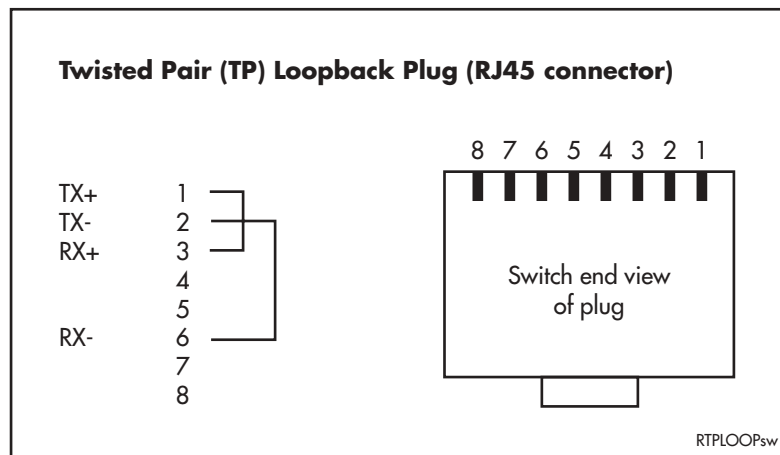 Twisted Pair (TP) Loopback Plug (RJ45 connector)
TX+ 1
TX- 2
RX+ 3
4
5
RX- 6
7
8
8 7 6 5 4 3 2 1
Switch end view
of plug
RTPLOOPsw